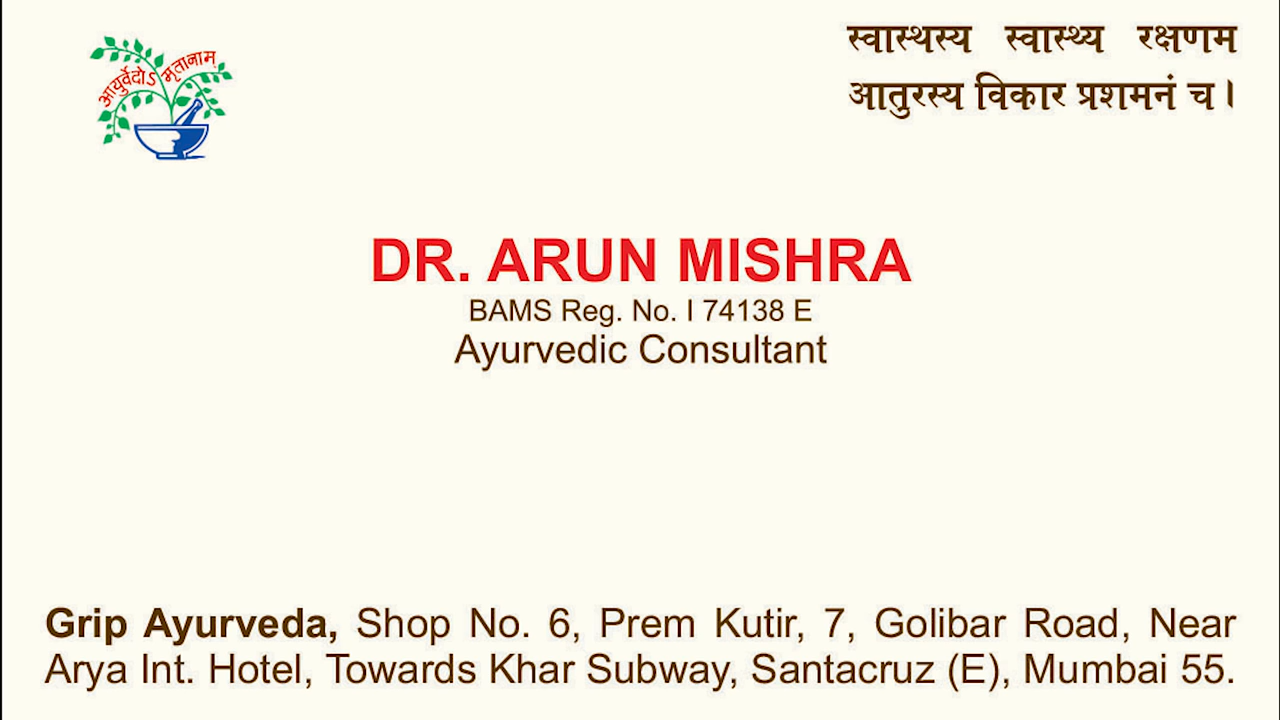 आयुर्वेदोऽ मृतानाम्
स्वास्थस्य स्वास्थ्य रक्षणम
आतुरस्य विकार प्रशमनं च।
DR. ARUN MISHRA
BAMS Reg. No. I 74138 E
Ayurvedic Consultant
Grip Ayurveda, Shop No. 6, Prem Kutir, 7, Golibar Road, Near
Arya Int. Hotel, Towards Khar Subway, Santacruz (E), Mumbai 55.